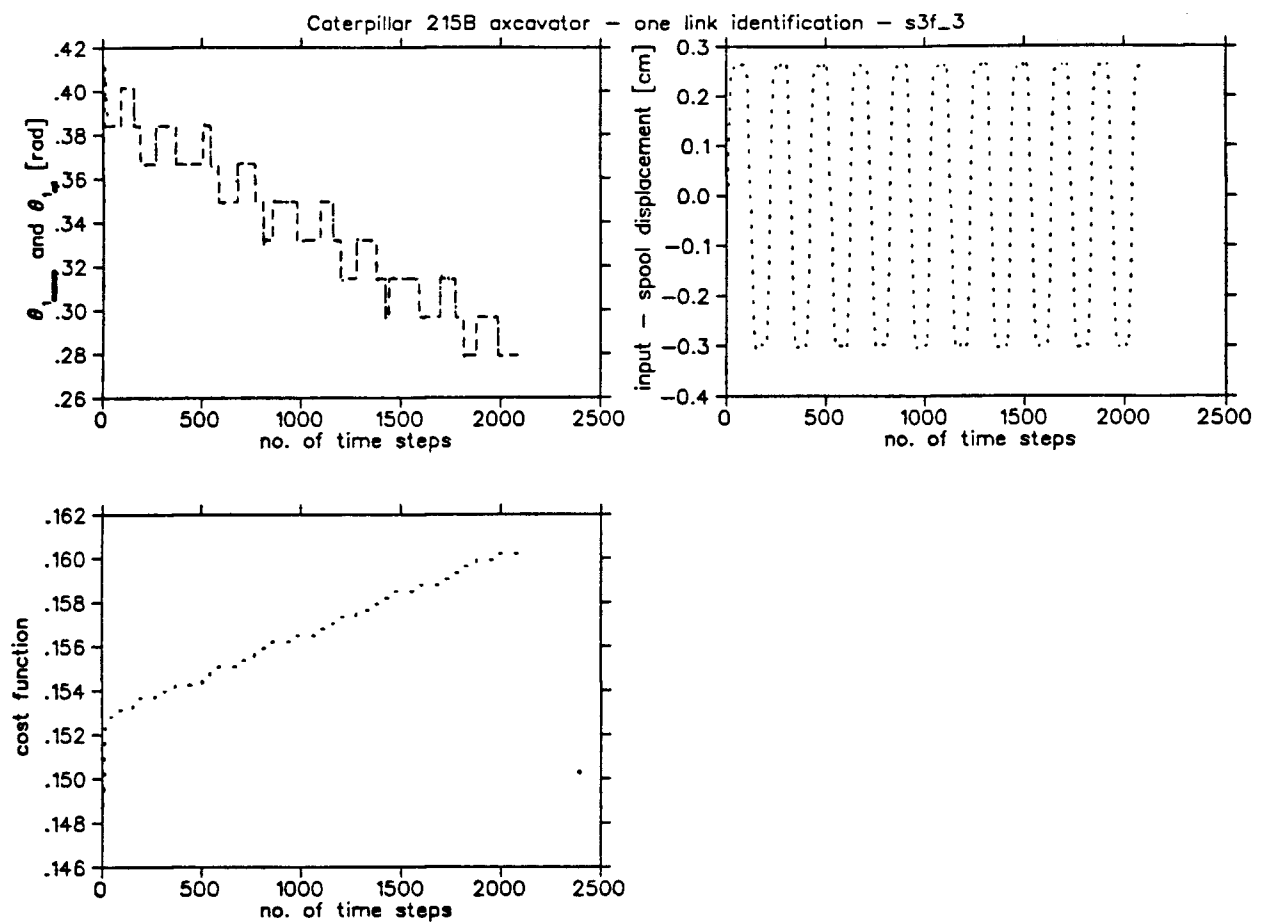 Caterpillar 215B axcavator – one link identification – s3f_3
θ₁ and θ₁ [rad]
.42
.40
.38
.36
.34
.32
.30
.28
.26
0 500 1000 1500 2000 2500
no. of time steps
input – spool displacement [cm]
0.3
0.2
0.1
0.0
−0.1
−0.2
−0.3
−0.4
0 500 1000 1500 2000 2500
no. of time steps
cost function
.162
.160
.158
.156
.154
.152
.150
.148
.146
0 500 1000 1500 2000 2500
no. of time steps